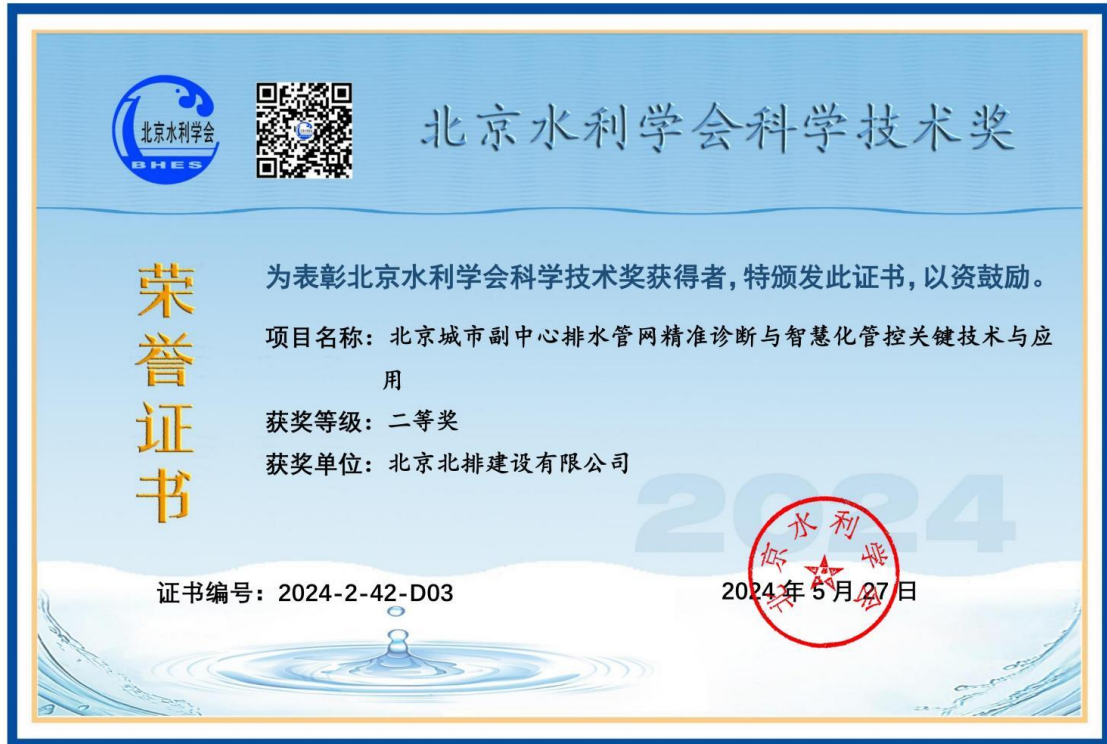 北京水利学会
BHES
北京水利学会科学技术奖
荣誉证书
为表彰北京水利学会科学技术奖获得者，特颁发此证书，以资鼓励。
项目名称：北京城市副中心排水管网精准诊断与智慧化管控关键技术与应
用
获奖等级：二等奖
获奖单位：北京北排建设有限公司
2024
北京水利学会
证书编号：2024-2-42-D03
2024年5月27日